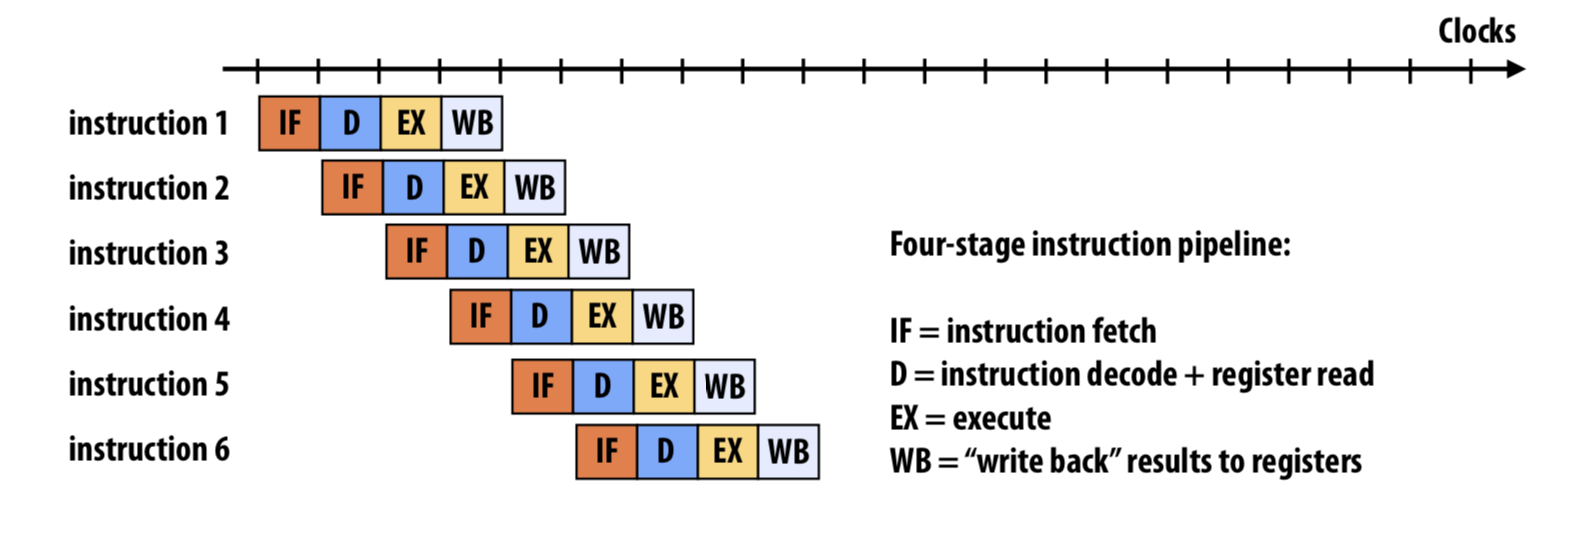 Clocks
instruction 1 IF D EX WB
instruction 2 IF D EX WB
instruction 3 IF D EX WB
instruction 4 IF D EX WB
instruction 5 IF D EX WB
instruction 6 IF D EX WB
Four-stage instruction pipeline:
IF = instruction fetch
D = instruction decode + register read
EX = execute
WB = “write back” results to registers